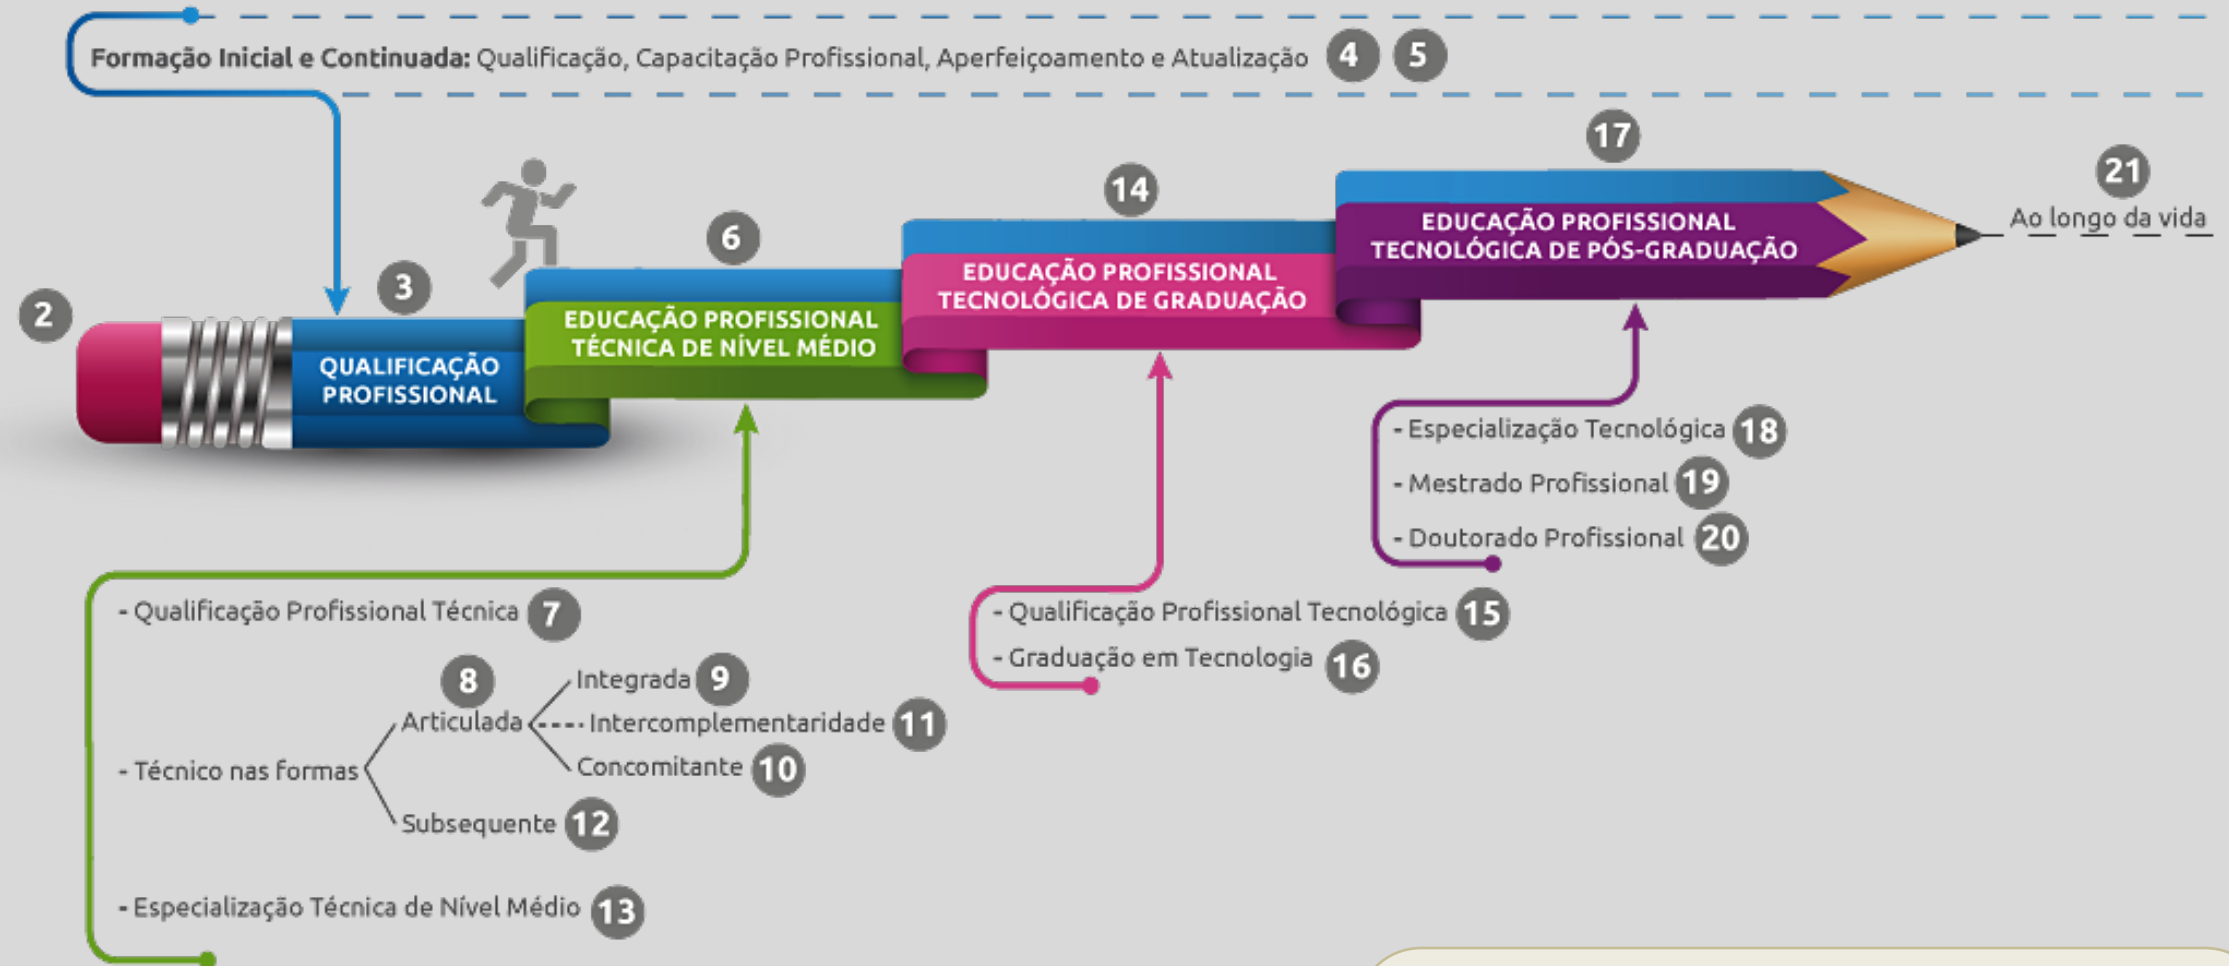 Formação Inicial e Continuada: Qualificação, Capacitação Profissional, Aperfeiçoamento e Atualização 4 5
17
21
Ao longo da vida
14
6
3
2
EDUCAÇÃO PROFISSIONAL
TECNOLÓGICA DE PÓS-GRADUAÇÃO
EDUCAÇÃO PROFISSIONAL
TECNOLÓGICA DE GRADUAÇÃO
EDUCAÇÃO PROFISSIONAL
TÉCNICA DE NÍVEL MÉDIO
QUALIFICAÇÃO
PROFISSIONAL
- Especialização Tecnológica 18
- Mestrado Profissional 19
- Doutorado Profissional 20
- Qualificação Profissional Tecnológica 15
- Graduação em Tecnologia 16
- Qualificação Profissional Técnica 7
8
Integrada 9
Articulada
Intercomplementaridade 11
Concomitante 10
- Técnico nas formas
Subsequente 12
- Especialização Técnica de Nível Médio 13